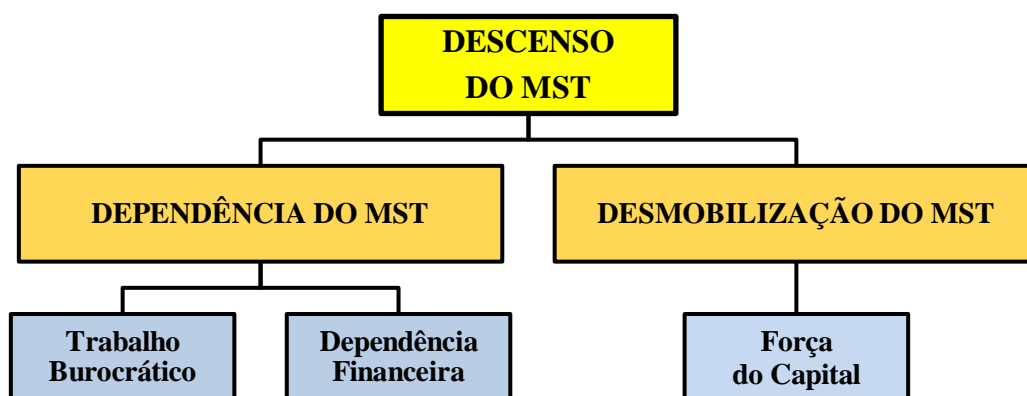 DESCENSO
DO MST
DEPENDÊNCIA DO MST
DESMOBILIZAÇÃO DO MST
Trabalho
Burocrático
Dependência
Financeira
Força
do Capital